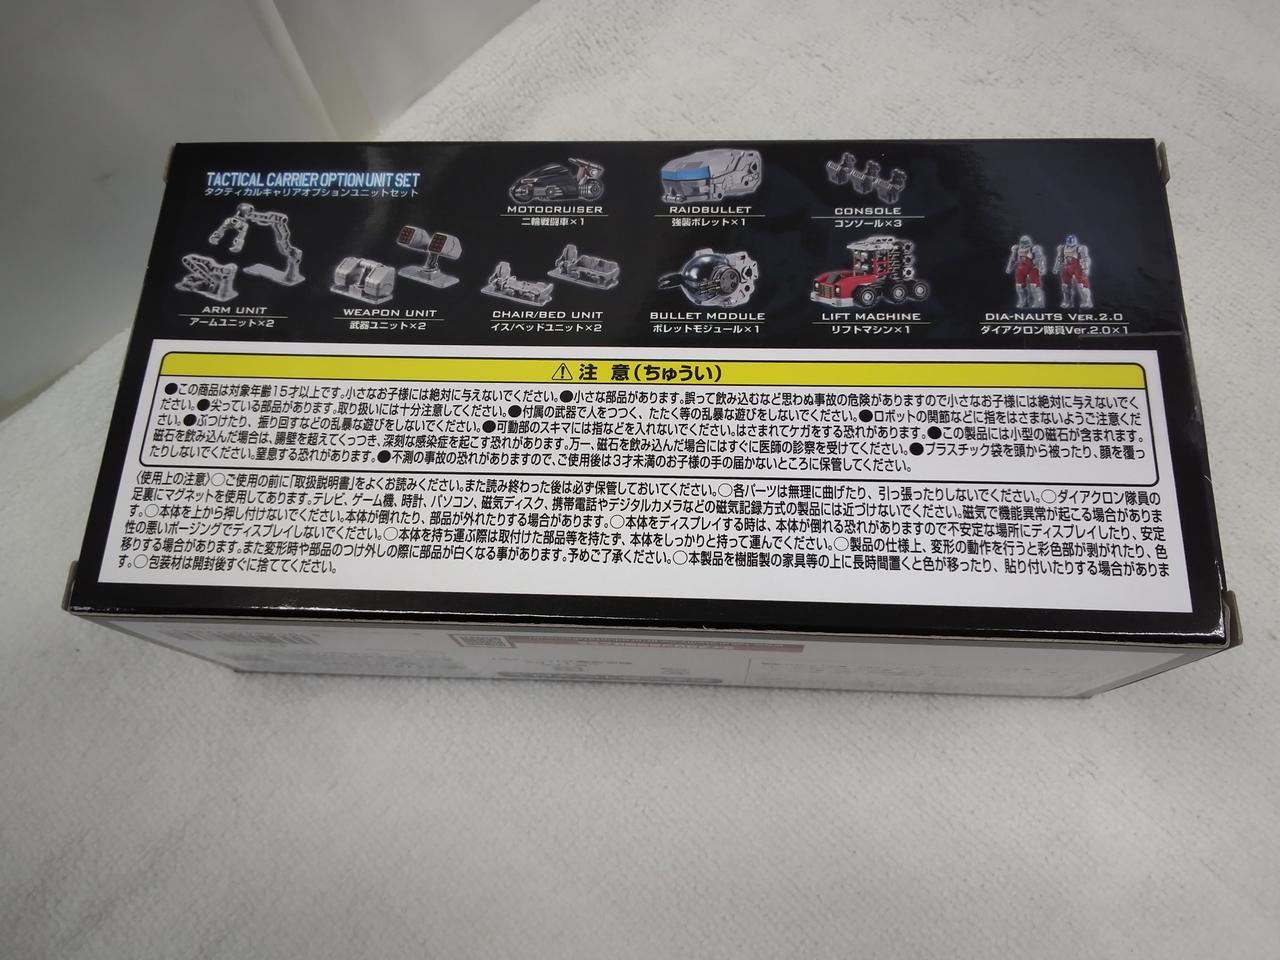 TACTICAL CARRIER OPTION UNIT SET
タクティカルキャリアオプションユニットセット
MOTOCRUISER
二輪戦闘車×1
RAIDBULLET
強襲ボレット×1
CONSOLE
コンソール×3
ARM UNIT
アームユニット×2
WEAPON UNIT
武器ユニット×2
CHAIR/BED UNIT
イス/ベッドユニット×2
BULLET MODULE
ボレットモジュール×1
LIFT MACHINE
リフトマシン×1
DIA-NAUTS VER.2.0
ダイアクロン隊員Ver.2.0×1
⚠ 注 意(ちゅうい)
●この商品は対象年齢15才以上です。小さなお子様には絶対に与えないでください。●小さな部品があります。誤って飲み込むなど思わぬ事故の危険がありますので小さなお子様には絶対に与えないでく
ださい。●尖っている部品があります。取り扱いには十分注意してください。●付属の武器で人をつつく、たたく等の乱暴な遊びをしないでください。●ロボットの関節などに指をはさまないようご注意くだ
さい。●ぶつけたり、振り回すなどの乱暴な遊びをしないでください。●可動部のスキマには指などを入れないでください。はさまれてケガをする恐れがあります。●この製品には小型の磁石が含まれます。
磁石を飲み込んだ場合は、腸壁を超えてくっつき、深刻な感染症を起こす恐れがあります。万一、磁石を飲み込んだ場合にはすぐに医師の診察を受けてください。●プラスチック袋を頭から被ったり、顔を覆っ
たりしないでください。窒息する恐れがあります。●不測の事故の恐れがありますので、ご使用後は3才未満のお子様の手の届かないところに保管してください。
〈使用上の注意〉○ご使用の前に「取扱説明書」をよくお読みください。また読み終わった後は必ず保管しておいてください。○各パーツは無理に曲げたり、引っ張ったりしないでください。○ダイアクロン隊員の
足裏にマグネットを使用してあります。テレビ、ゲーム機、時計、パソコン、磁気ディスク、携帯電話やデジタルカメラなどの磁気記録方式の製品には近づけないでください。磁気で機能異常が起こる場合がありま
す。○本体を上から押し付けないでください。本体が倒れたり、部品が外れたりする場合があります。○本体をディスプレイする時は、本体が倒れる恐れがありますので不安定な場所にディスプレイしたり、安定
性の悪いポージングでディスプレイしないでください。○本体を持ち運ぶ際は取付けた部品等を持たず、本体をしっかりと持って運んでください。○製品の仕様上、変形の動作を行うと彩色部が剥がれたり、色
移りする場合があります。また変形時や部品のつけ外しの際に部品が白くなる事があります。予めご了承ください。○本製品を樹脂製の家具等の上に長時間置くと色が移ったり、貼り付いたりする場合がありま
す。○包装材は開封後すぐに捨ててください。